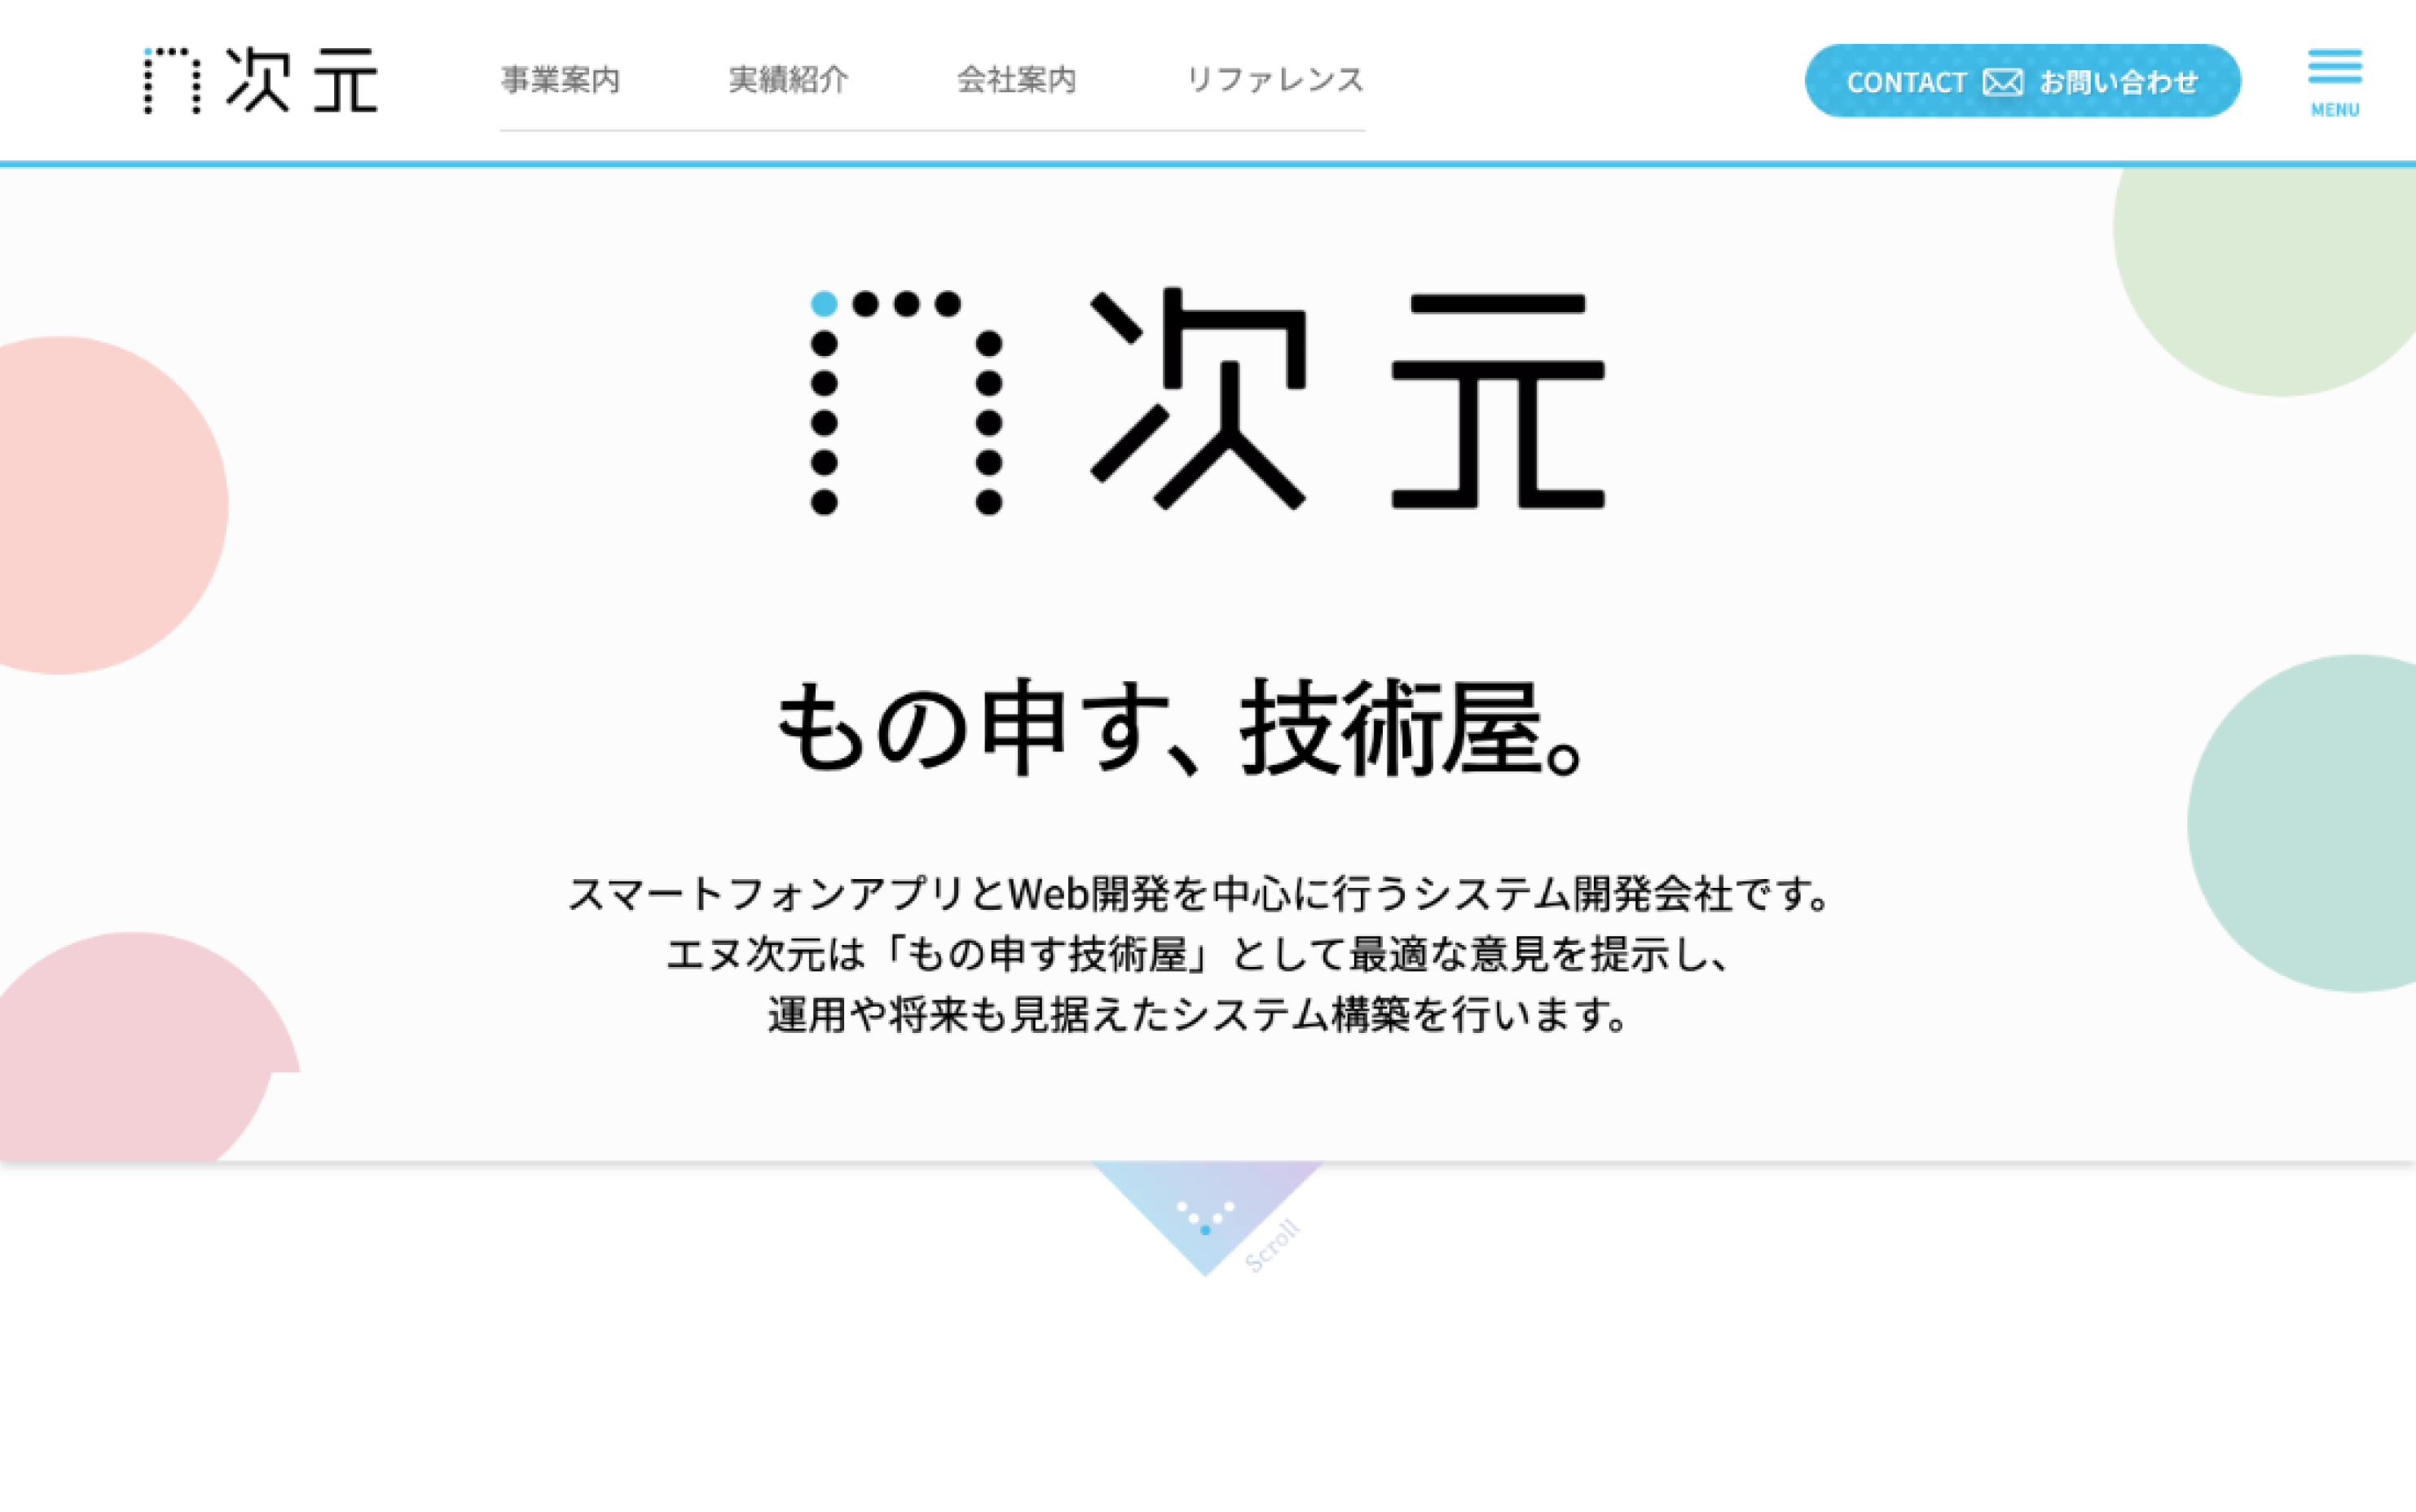 n次元
事業案内 実績紹介 会社案内 リファレンス
CONTACT お問い合わせ
MENU
n次元
もの申す、技術屋。
スマートフォンアプリとWeb開発を中心に行うシステム開発会社です。
エヌ次元は「もの申す技術屋」として最適な意見を提示し、
運用や将来も見据えたシステム構築を行います。
Scroll